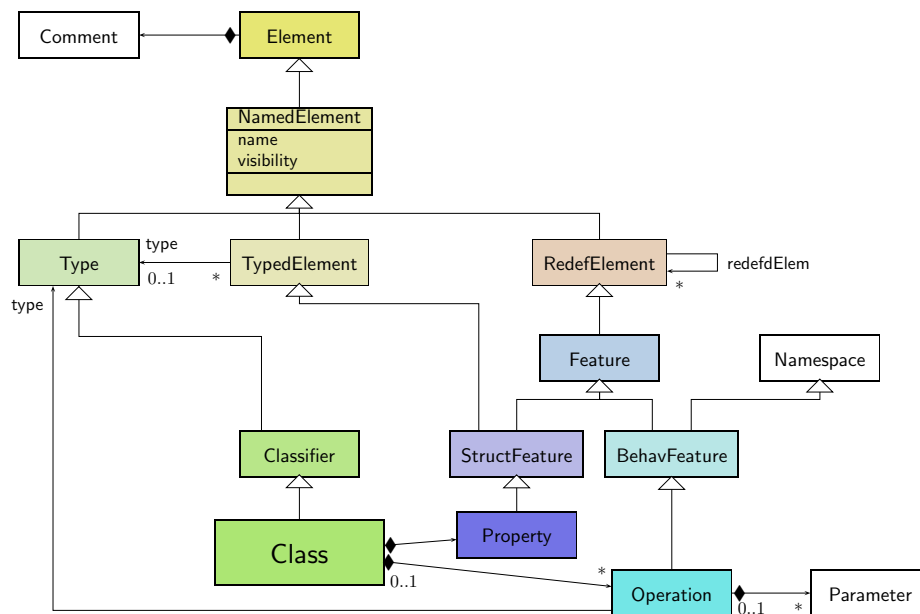 Comment
Element
NamedElement
name
visibility
type
Type
TypedElement
RedefElement
redefdElem
0..1
*
*
type
Feature
Namespace
Classifier
StructFeature
BehavFeature
Class
Property
0..1
*
Operation
Parameter
0..1
*